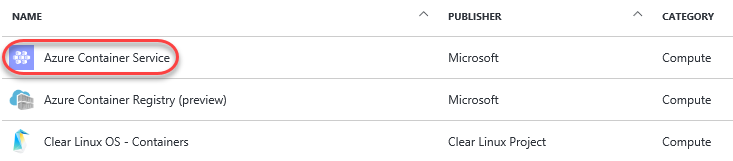 NAME PUBLISHER CATEGORY
Azure Container Service Microsoft Compute
Azure Container Registry (preview) Microsoft Compute
Clear Linux OS - Containers Clear Linux Project Compute